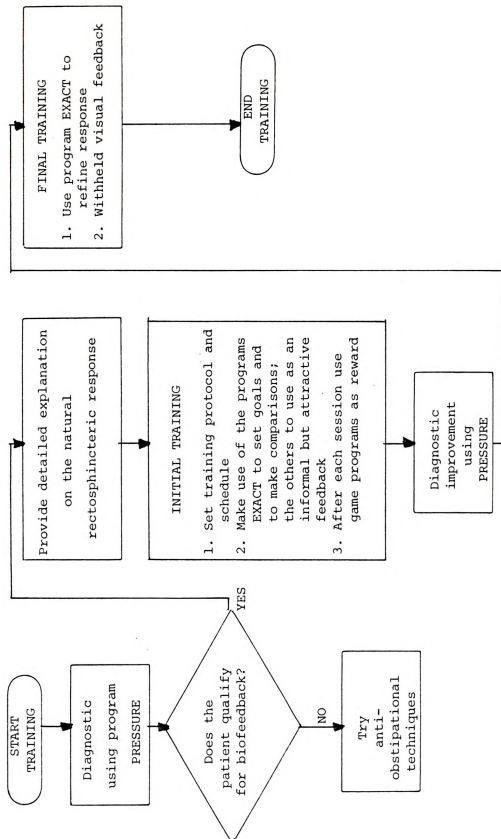 START
TRAINING
Diagnostic
using program
PRESSURE
Does the
patient qualify
for biofeedback?
YES
NO
Try
anti-
obstipational
techniques
Provide detailed explanation
on the natural
rectosphincteric response
INITIAL TRAINING
1. Set training protocol and
schedule
2. Make use of the programs
EXACT to set goals and
to make comparisons;
the others to use as an
informal but attractive
feedback
3. After each session use
game programs as reward
Diagnostic
improvement
using
PRESSURE
FINAL TRAINING
1. Use program EXACT to
refine response
2. Withheld visual feedback
END
TRAINING